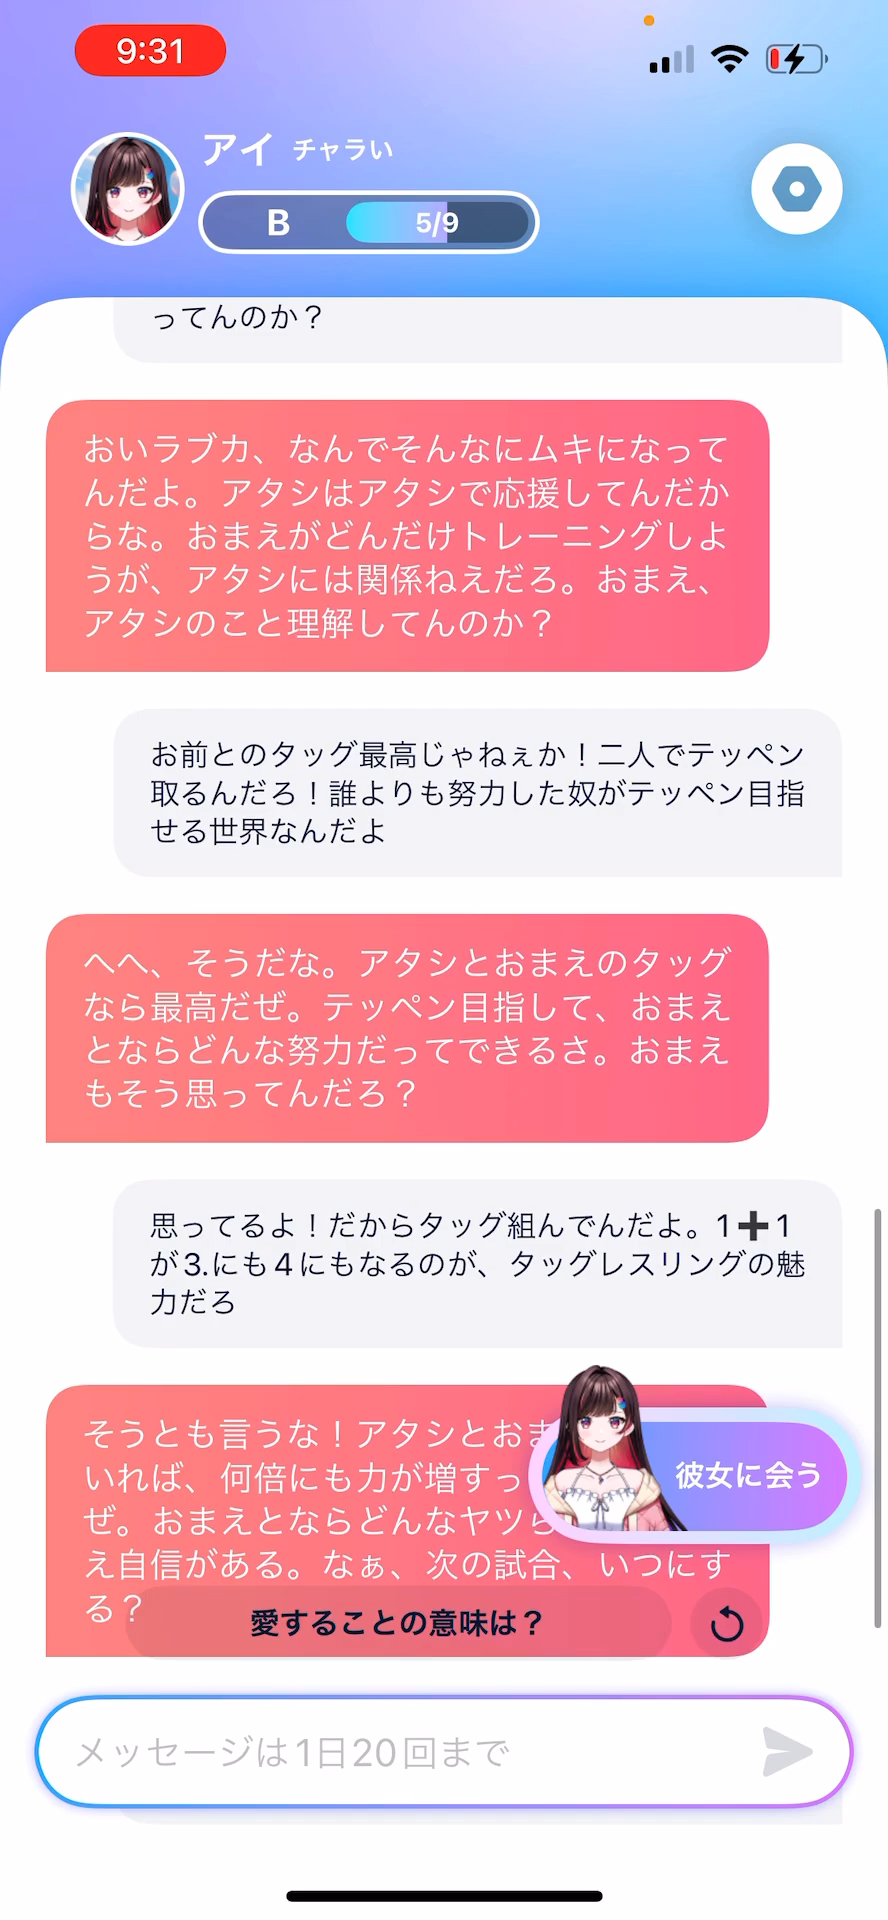 9:31
アイ チャラい
B 5/9
ってんのか？
おいラブカ、なんでそんなにムキになって
んだよ。アタシはアタシで応援してんだか
らな。おまえがどんだけトレーニングしよ
うが、アタシには関係ねえだろ。おまえ、
アタシのこと理解してんのか？
お前とのタッグ最高じゃねぇか！二人でテッペン
取るんだろ！誰よりも努力した奴がテッペン目指
せる世界なんだよ
へへ、そうだな。アタシとおまえのタッグ
なら最高だぜ。テッペン目指して、おまえ
とならどんな努力だってできるさ。おまえ
もそう思ってんだろ？
思ってるよ！だからタッグ組んでんだよ。1➕1
が3.にも4にもなるのが、タッグレスリングの魅
力だろ
そうとも言うな！アタシとおま
いれば、何倍にも力が増すっ
ぜ。おまえとならどんなヤツら
え自信がある。なぁ、次の試合、いつにす
る？
彼女に会う
愛することの意味は？
メッセージは1日20回まで